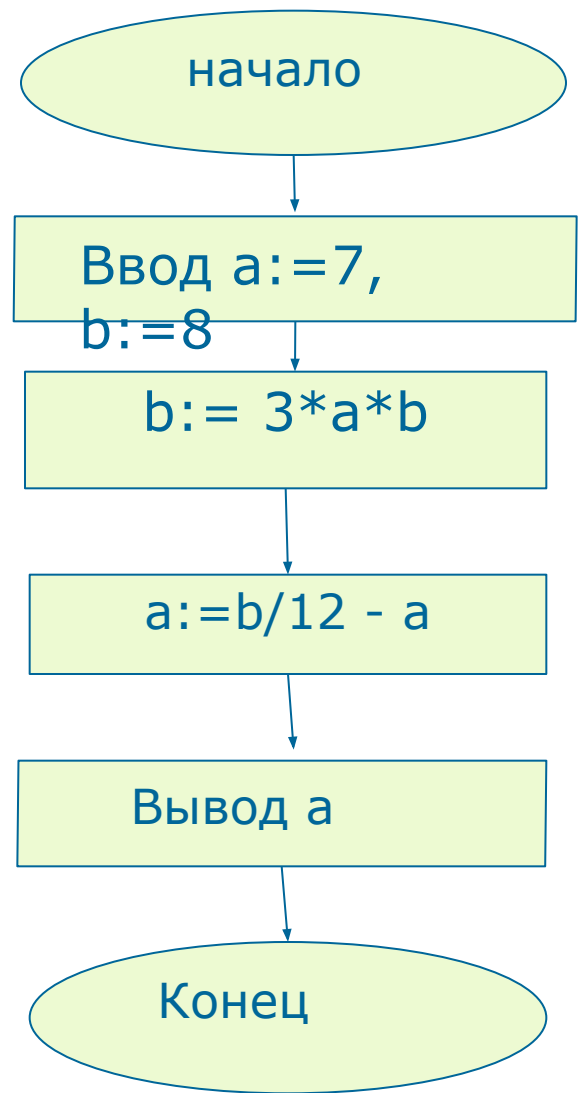 начало
Ввод a:=7,
b:=8
b:= 3*a*b
a:=b/12 - a
Вывод а
Конец